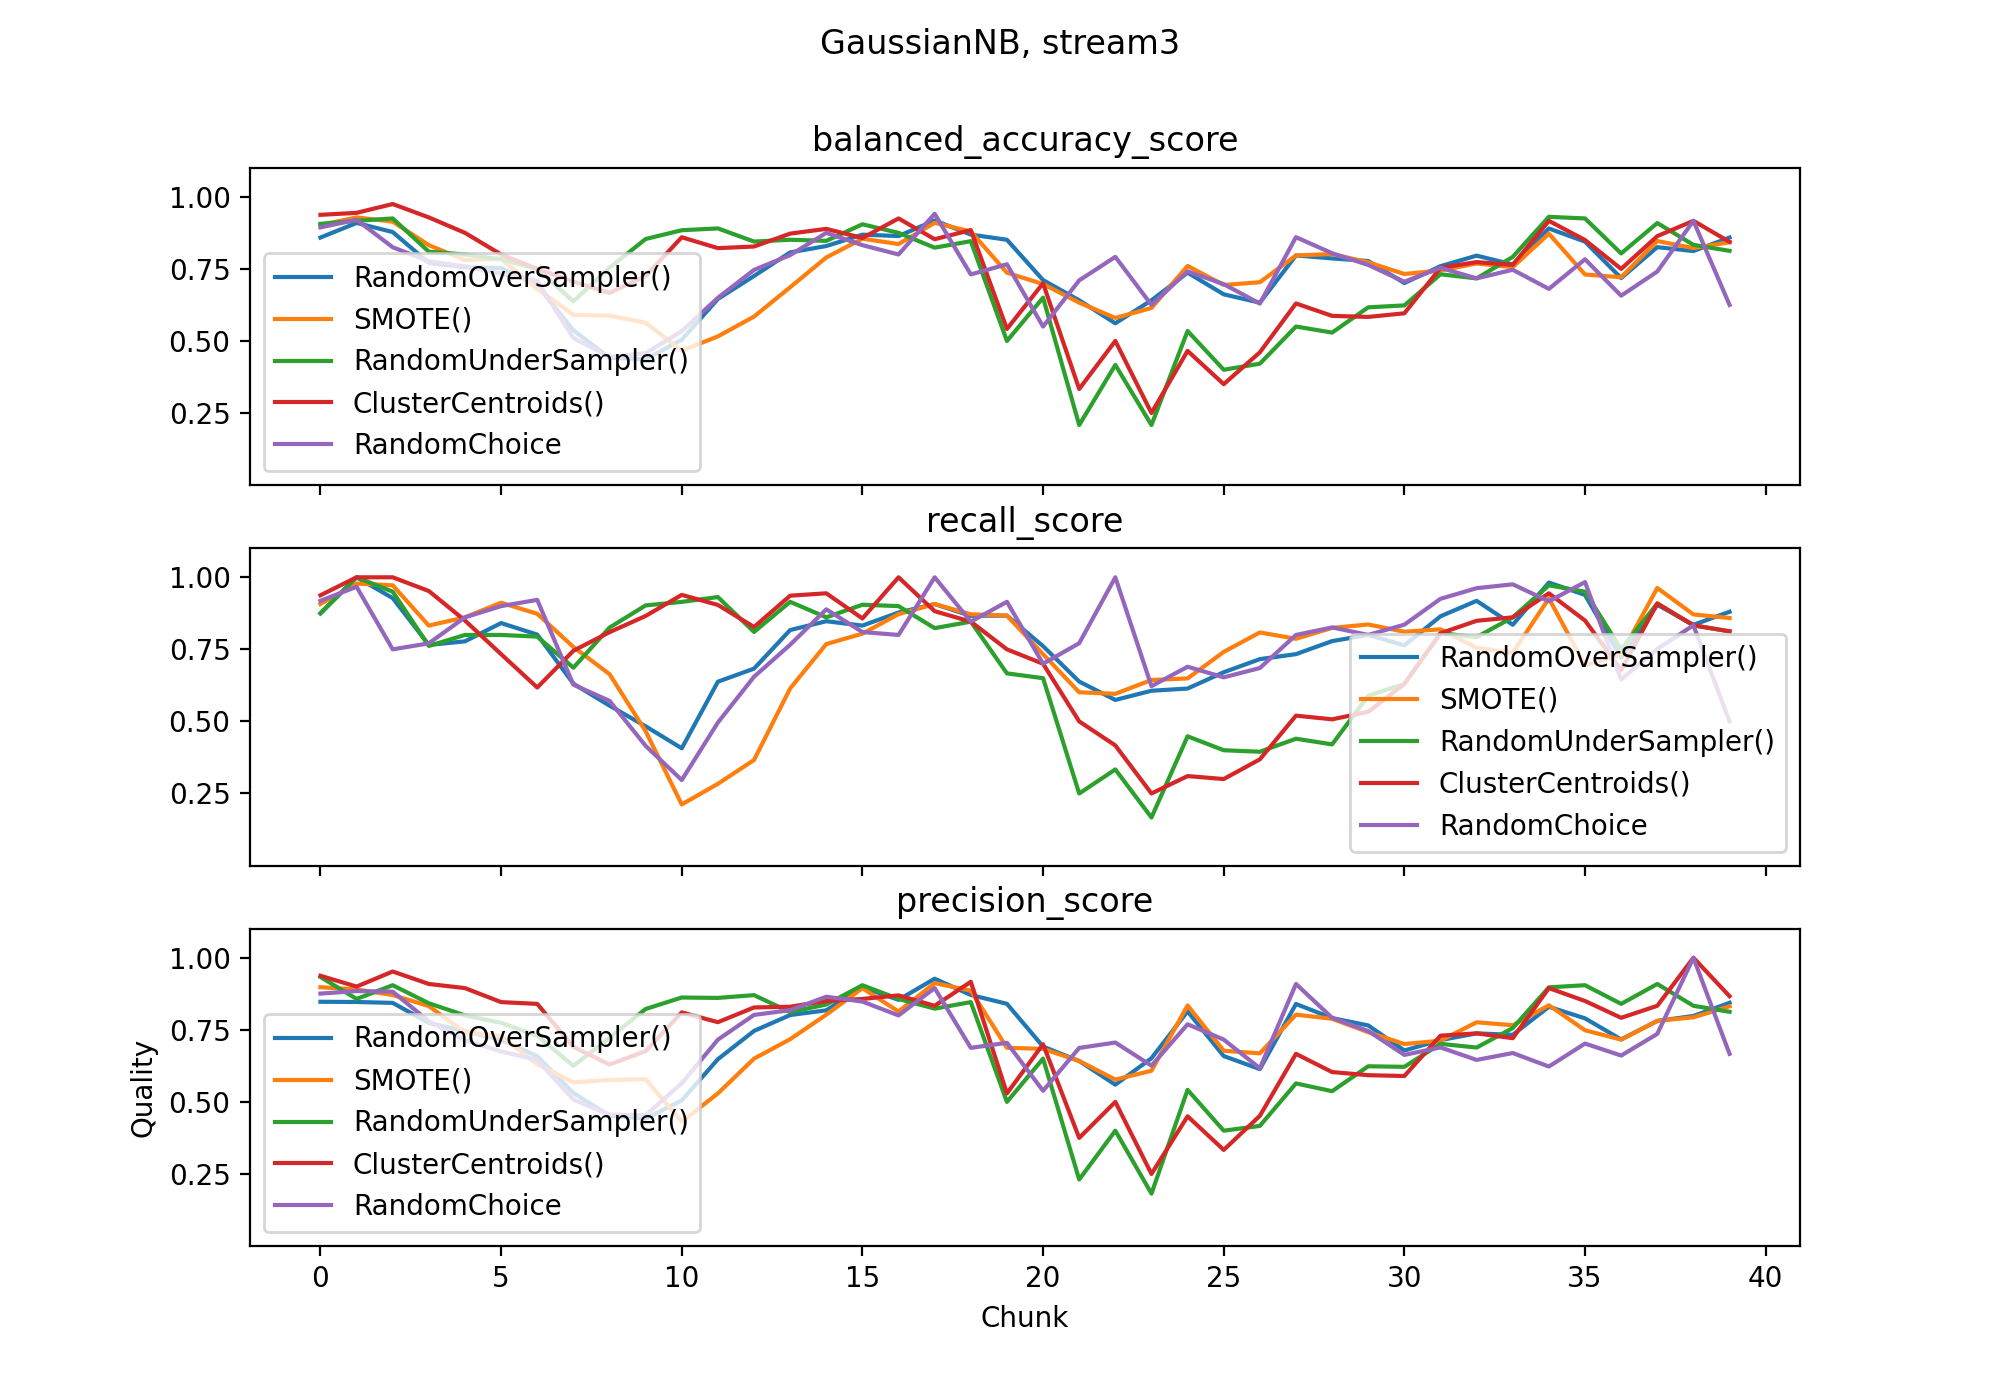 GaussianNB, stream3
balanced_accuracy_score
1.00
0.75
0.50
0.25
RandomOverSampler()
SMOTE()
RandomUnderSampler()
ClusterCentroids()
RandomChoice
recall_score
1.00
0.75
0.50
0.25
RandomOverSampler()
SMOTE()
RandomUnderSampler()
ClusterCentroids()
RandomChoice
precision_score
Quality
1.00
0.75
0.50
0.25
RandomOverSampler()
SMOTE()
RandomUnderSampler()
ClusterCentroids()
RandomChoice
0 5 10 15 20 25 30 35 40
Chunk